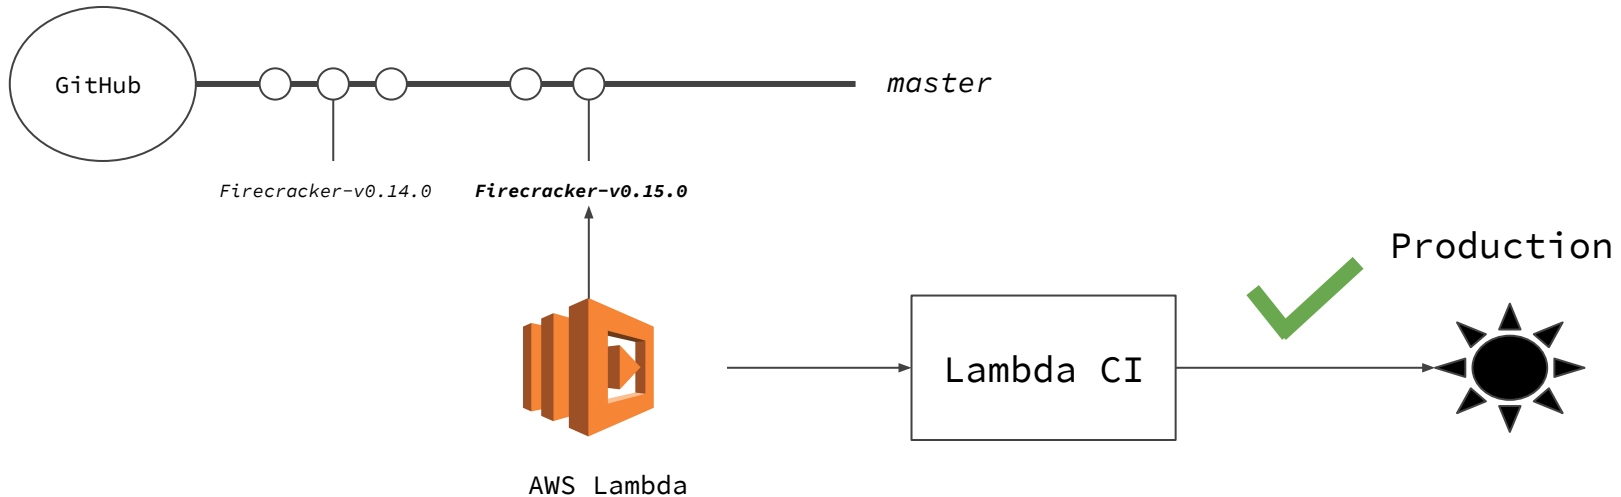 GitHub
master
Firecracker-v0.14.0
Firecracker-v0.15.0
Production
Lambda CI
AWS Lambda